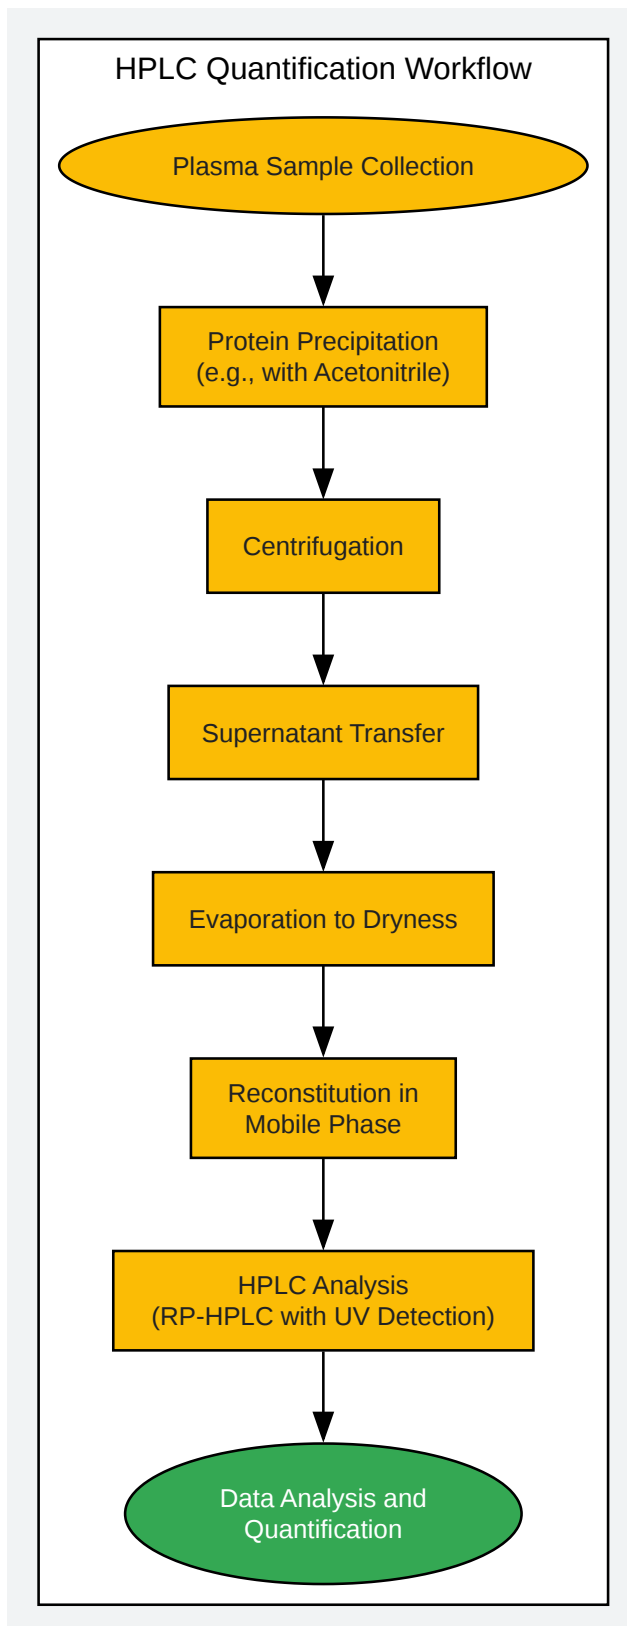 HPLC Quantification Workflow
Plasma Sample Collection
Protein Precipitation
(e.g., with Acetonitrile)
Centrifugation
Supernatant Transfer
Evaporation to Dryness
Reconstitution in
Mobile Phase
HPLC Analysis
(RP-HPLC with UV Detection)
Data Analysis and
Quantification